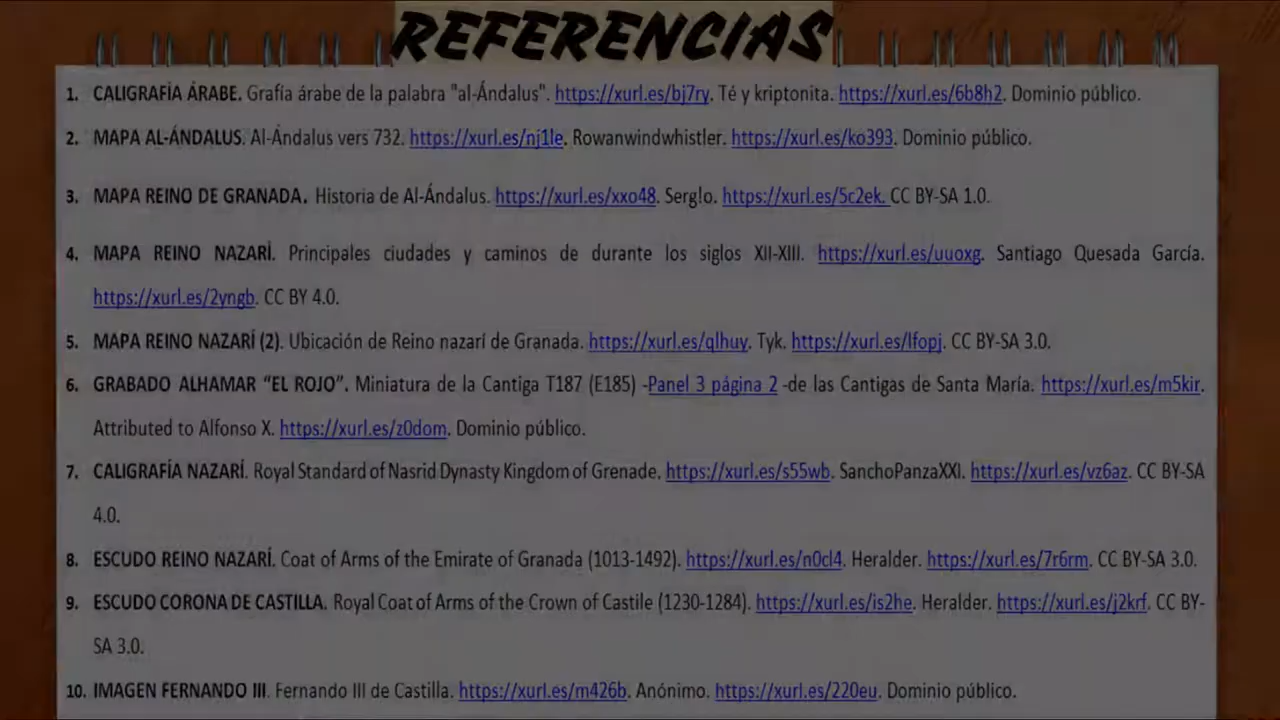 REFERENCIAS
1. CALIGRAFÍA ÁRABE. Grafía árabe de la palabra "al-Ándalus". https://xurl.es/bj7ry. Té y kriptonita. https://xurl.es/6b8h2. Dominio público.
2. MAPA AL-ÁNDALUS. Al-Ándalus vers 732. https://xurl.es/nj1le. Rowanwindwhistler. https://xurl.es/ko393. Dominio público.
3. MAPA REINO DE GRANADA. Historia de Al-Ándalus. https://xurl.es/xxo48. Serglo. https://xurl.es/5c2ek. CC BY-SA 1.0.
4. MAPA REINO NAZARÍ. Principales ciudades y caminos de durante los siglos XII-XIII. https://xurl.es/uuoxg. Santiago Quesada García.
https://xurl.es/2yngb. CC BY 4.0.
5. MAPA REINO NAZARÍ (2). Ubicación de Reino nazarí de Granada. https://xurl.es/qlhuy. Tyk. https://xurl.es/lfopj. CC BY-SA 3.0.
6. GRABADO ALHAMAR “EL ROJO”. Miniatura de la Cantiga T187 (E185) -Panel 3 página 2 -de las Cantigas de Santa María. https://xurl.es/m5kir.
Attributed to Alfonso X. https://xurl.es/z0dom. Dominio público.
7. CALIGRAFÍA NAZARÍ. Royal Standard of Nasrid Dynasty Kingdom of Grenade. https://xurl.es/s55wb. SanchoPanzaXXI. https://xurl.es/vz6az. CC BY-SA
4.0.
8. ESCUDO REINO NAZARÍ. Coat of Arms of the Emirate of Granada (1013-1492). https://xurl.es/n0cl4. Heralder. https://xurl.es/7r6rm. CC BY-SA 3.0.
9. ESCUDO CORONA DE CASTILLA. Royal Coat of Arms of the Crown of Castile (1230-1284). https://xurl.es/is2he. Heralder. https://xurl.es/j2krf. CC BY-
SA 3.0.
10. IMAGEN FERNANDO III. Fernando III de Castilla. https://xurl.es/m426b. Anónimo. https://xurl.es/220eu. Dominio público.